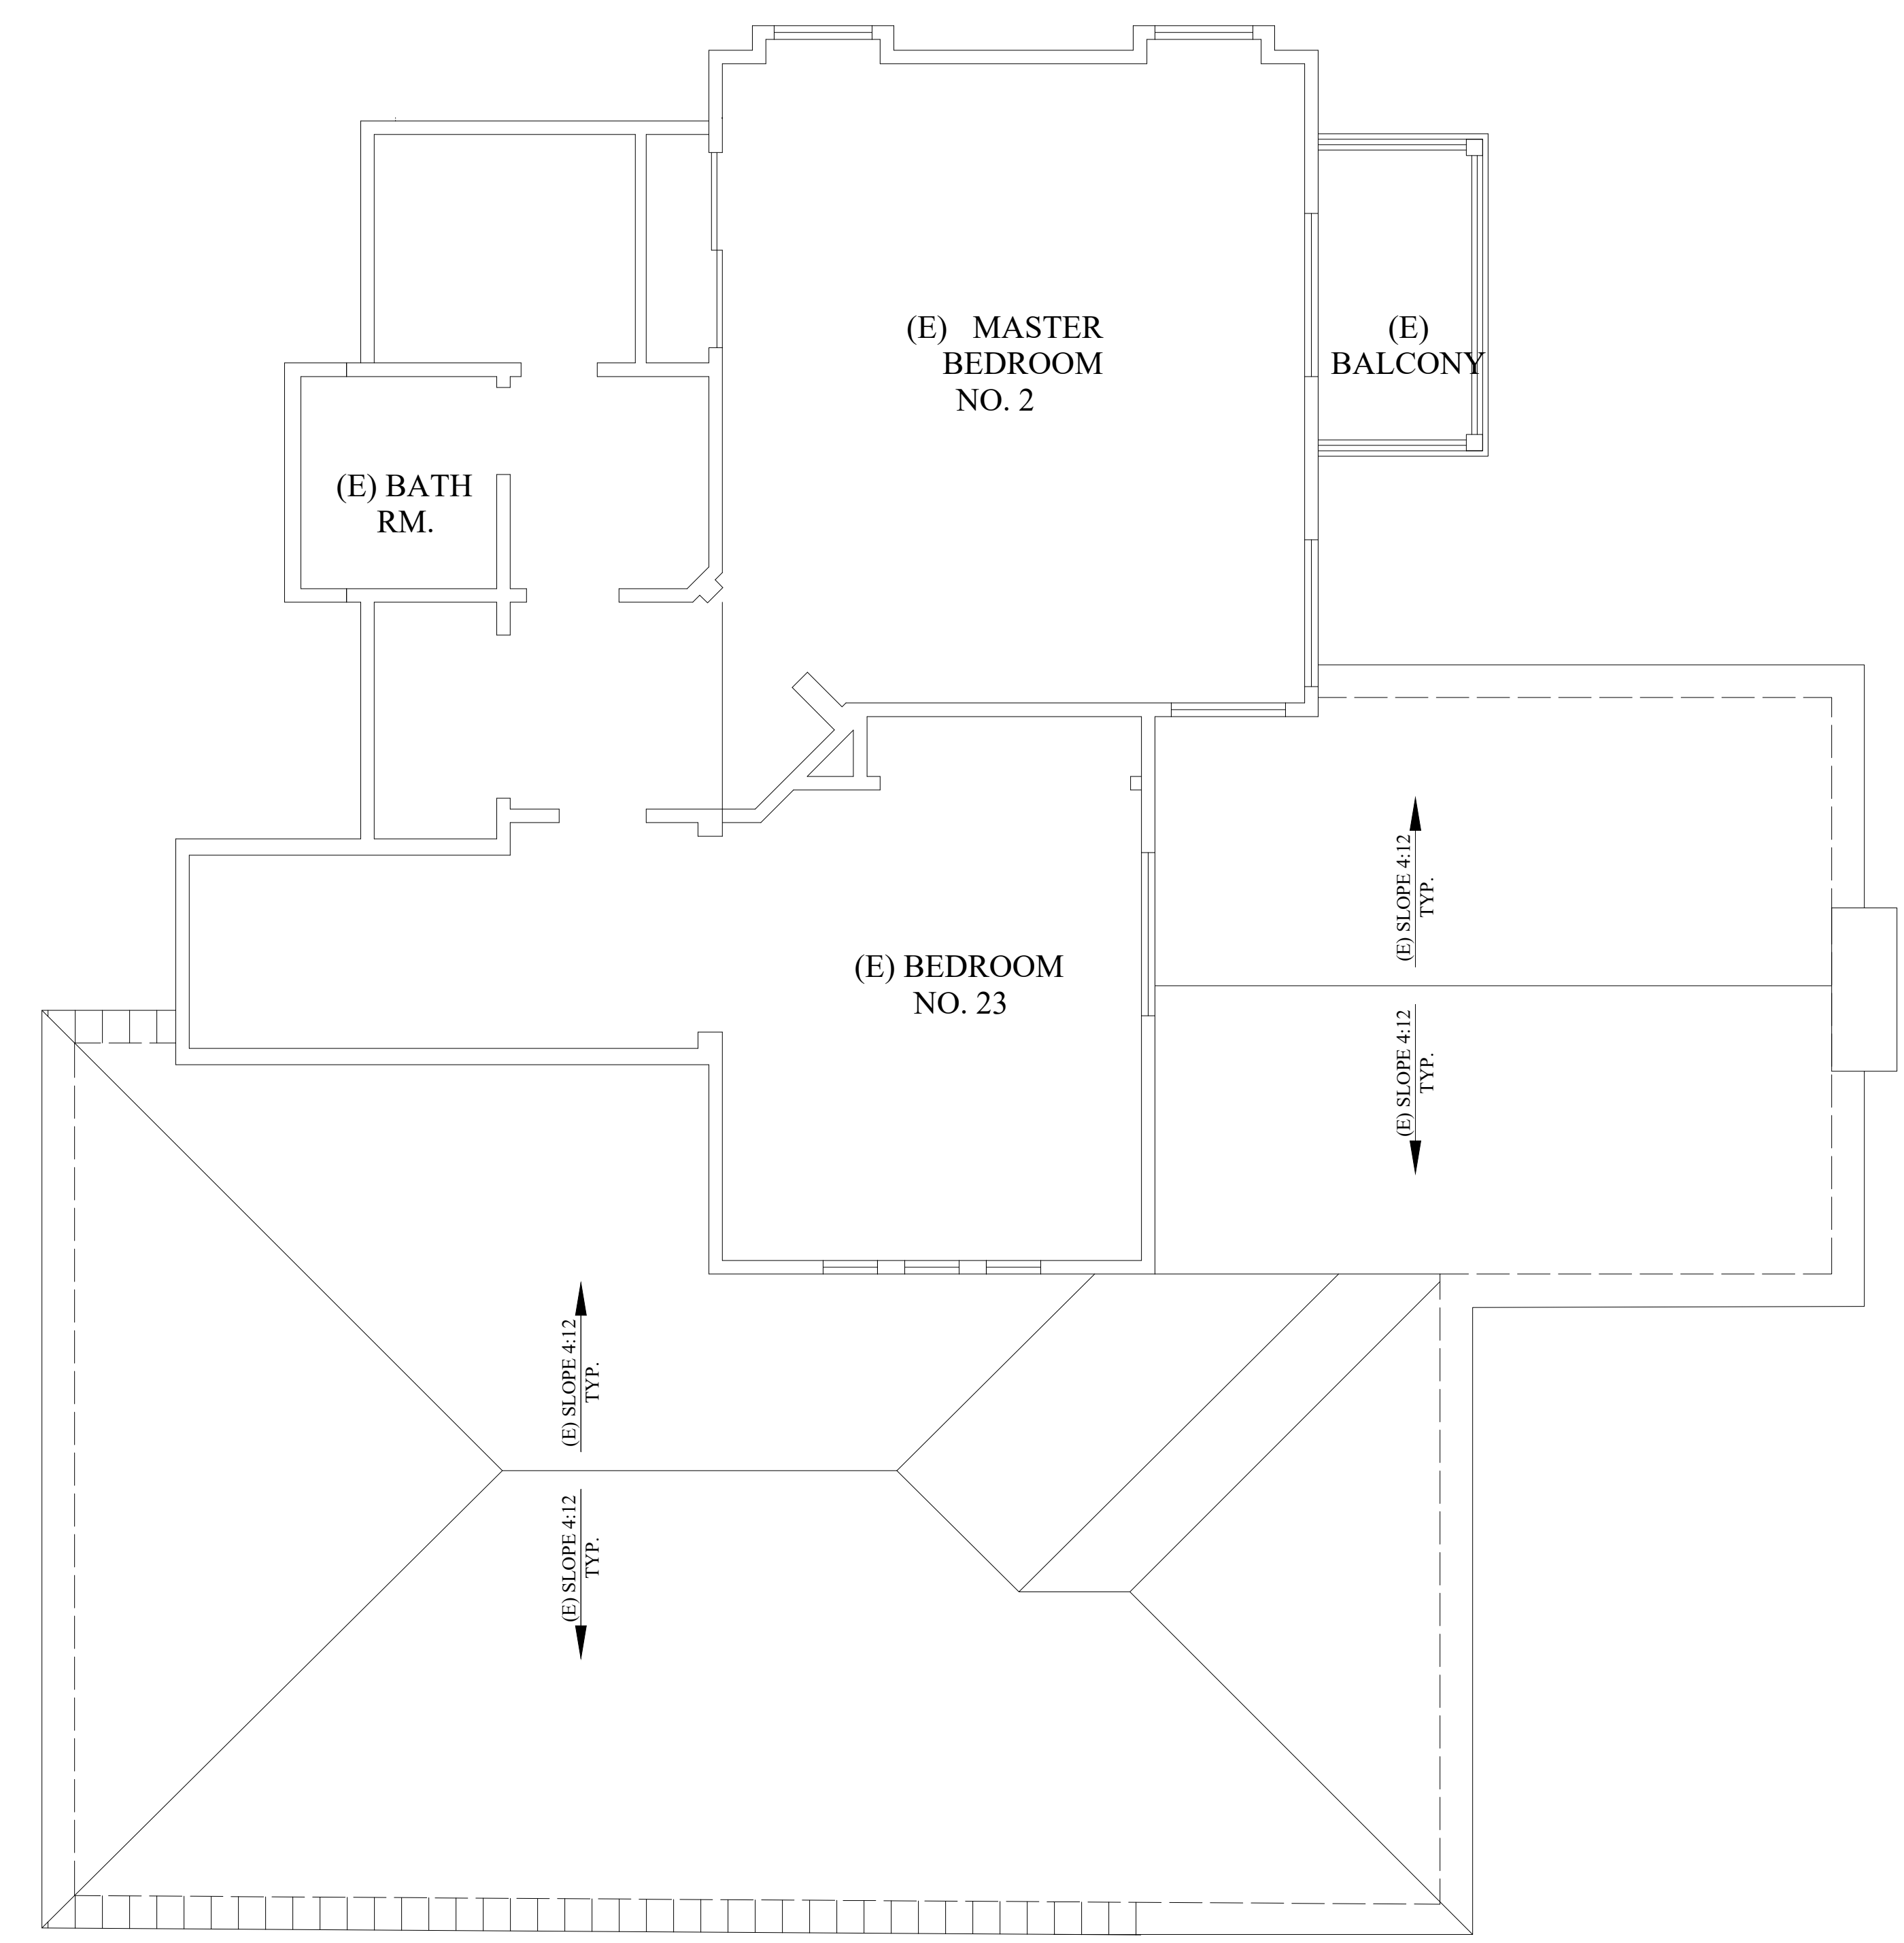 (E) MASTER
BEDROOM
NO. 2
(E)
BALCONY
(E) BATH
RM.
(E) BEDROOM
NO. 23
(E) SLOPE 4:12
TYP.
(E) SLOPE 4:12
TYP.
(E) SLOPE 4:12
TYP.
(E) SLOPE 4:12
TYP.